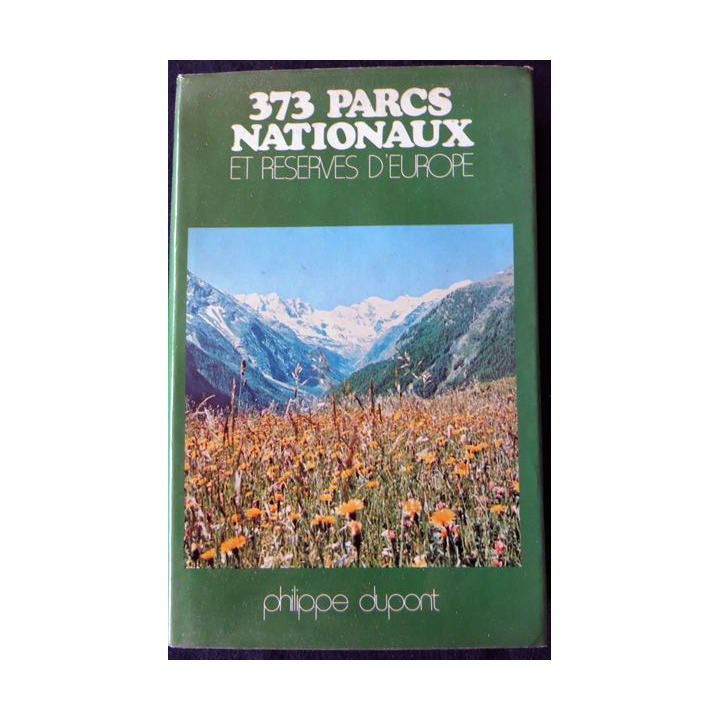 373 PARCS
NATIONAUX
ET RESERVES D'EUROPE
philippe dupont